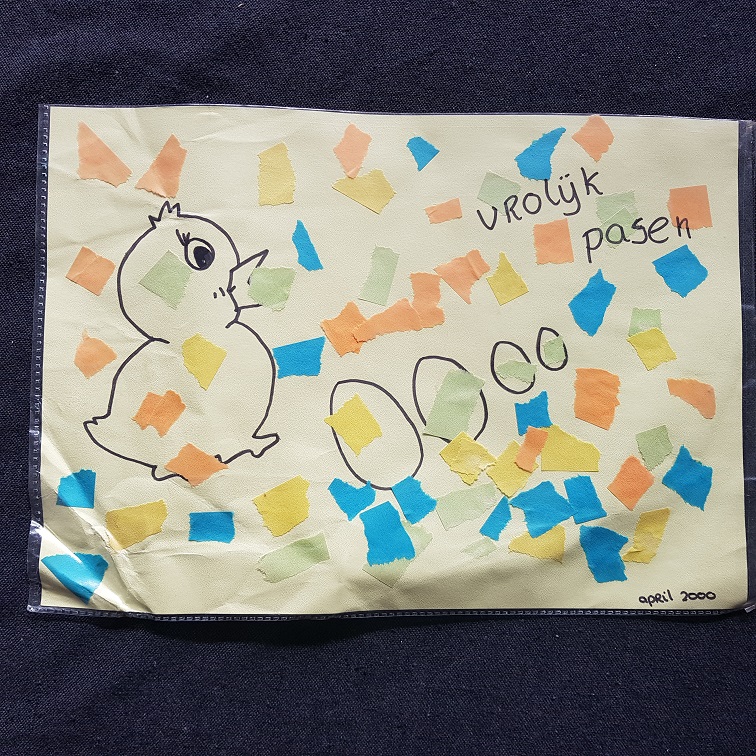 vrolijk
pasen
april 2000